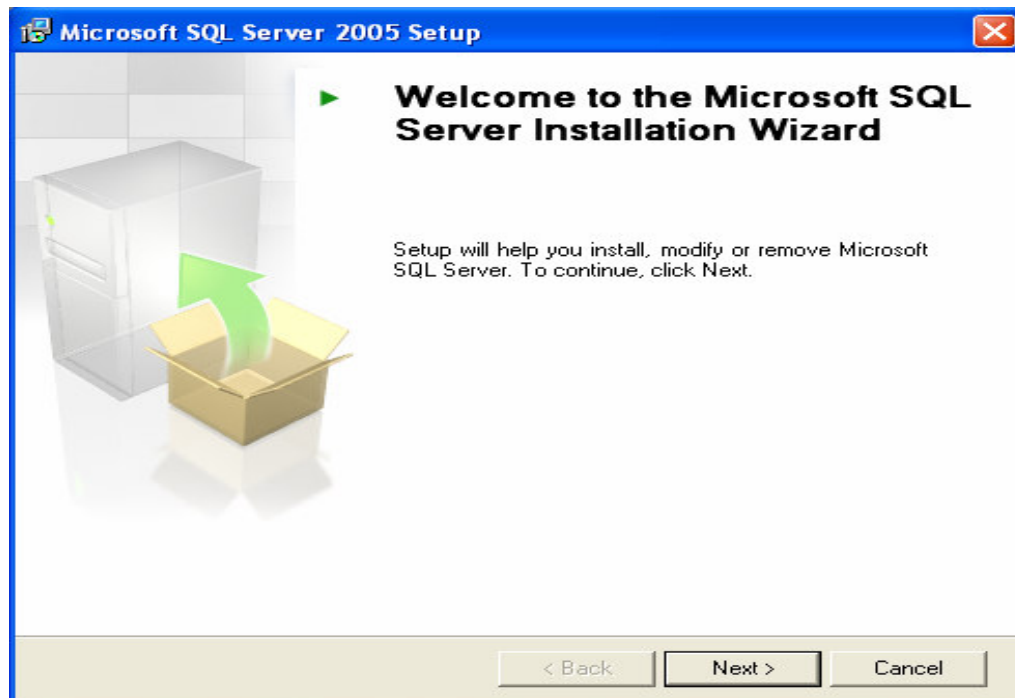 Microsoft SQL Server 2005 Setup
Welcome to the Microsoft SQL
Server Installation Wizard
Setup will help you install, modify or remove Microsoft
SQL Server. To continue, click Next.
< Back
Next >
Cancel